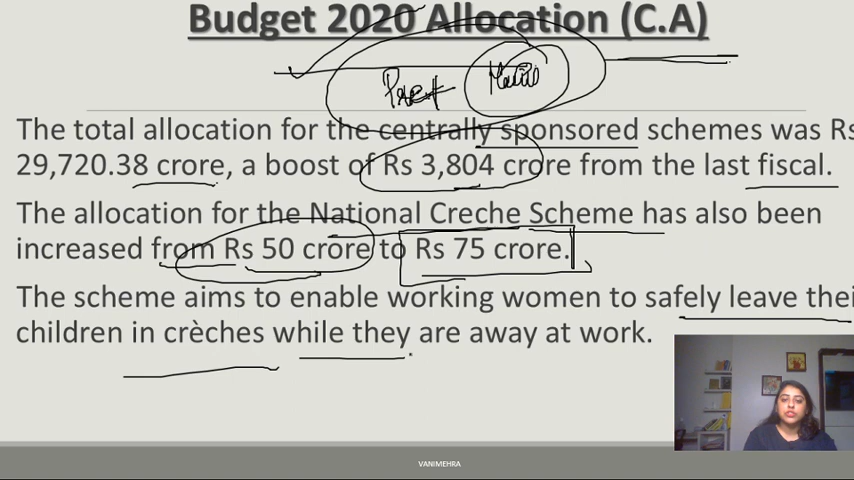 Budget 2020 Allocation (C.A)
The total allocation for the centrally sponsored schemes was Rs
29,720.38 crore, a boost of Rs 3,804 crore from the last fiscal.
The allocation for the National Creche Scheme has also been
increased from Rs 50 crore to Rs 75 crore.
The scheme aims to enable working women to safely leave thei
children in crèches while they are away at work.
VANIMEHRA